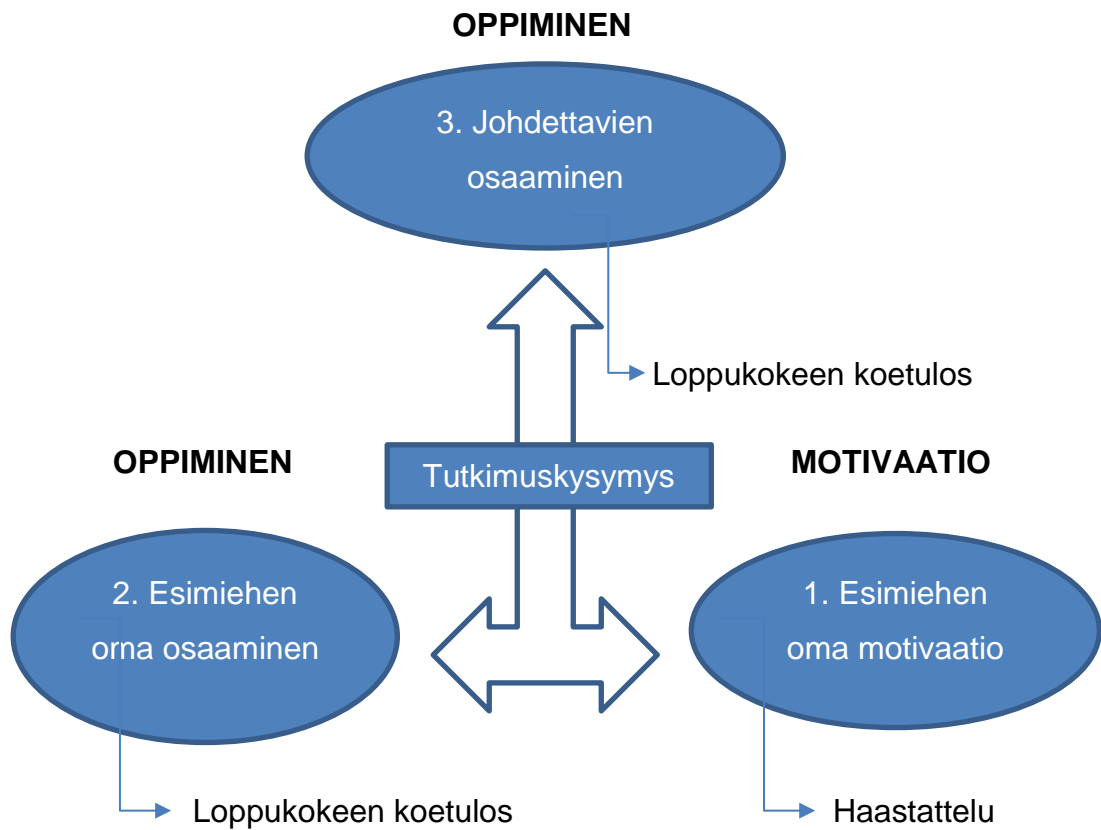 OPPIMINEN
3. Johdettavien
osaaminen
Loppukokeen koetulos
OPPIMINEN
Tutkimuskysymys
MOTIVAATIO
2. Esimiehen
oma osaaminen
1. Esimiehen
oma motivaatio
Loppukokeen koetulos
Haastattelu